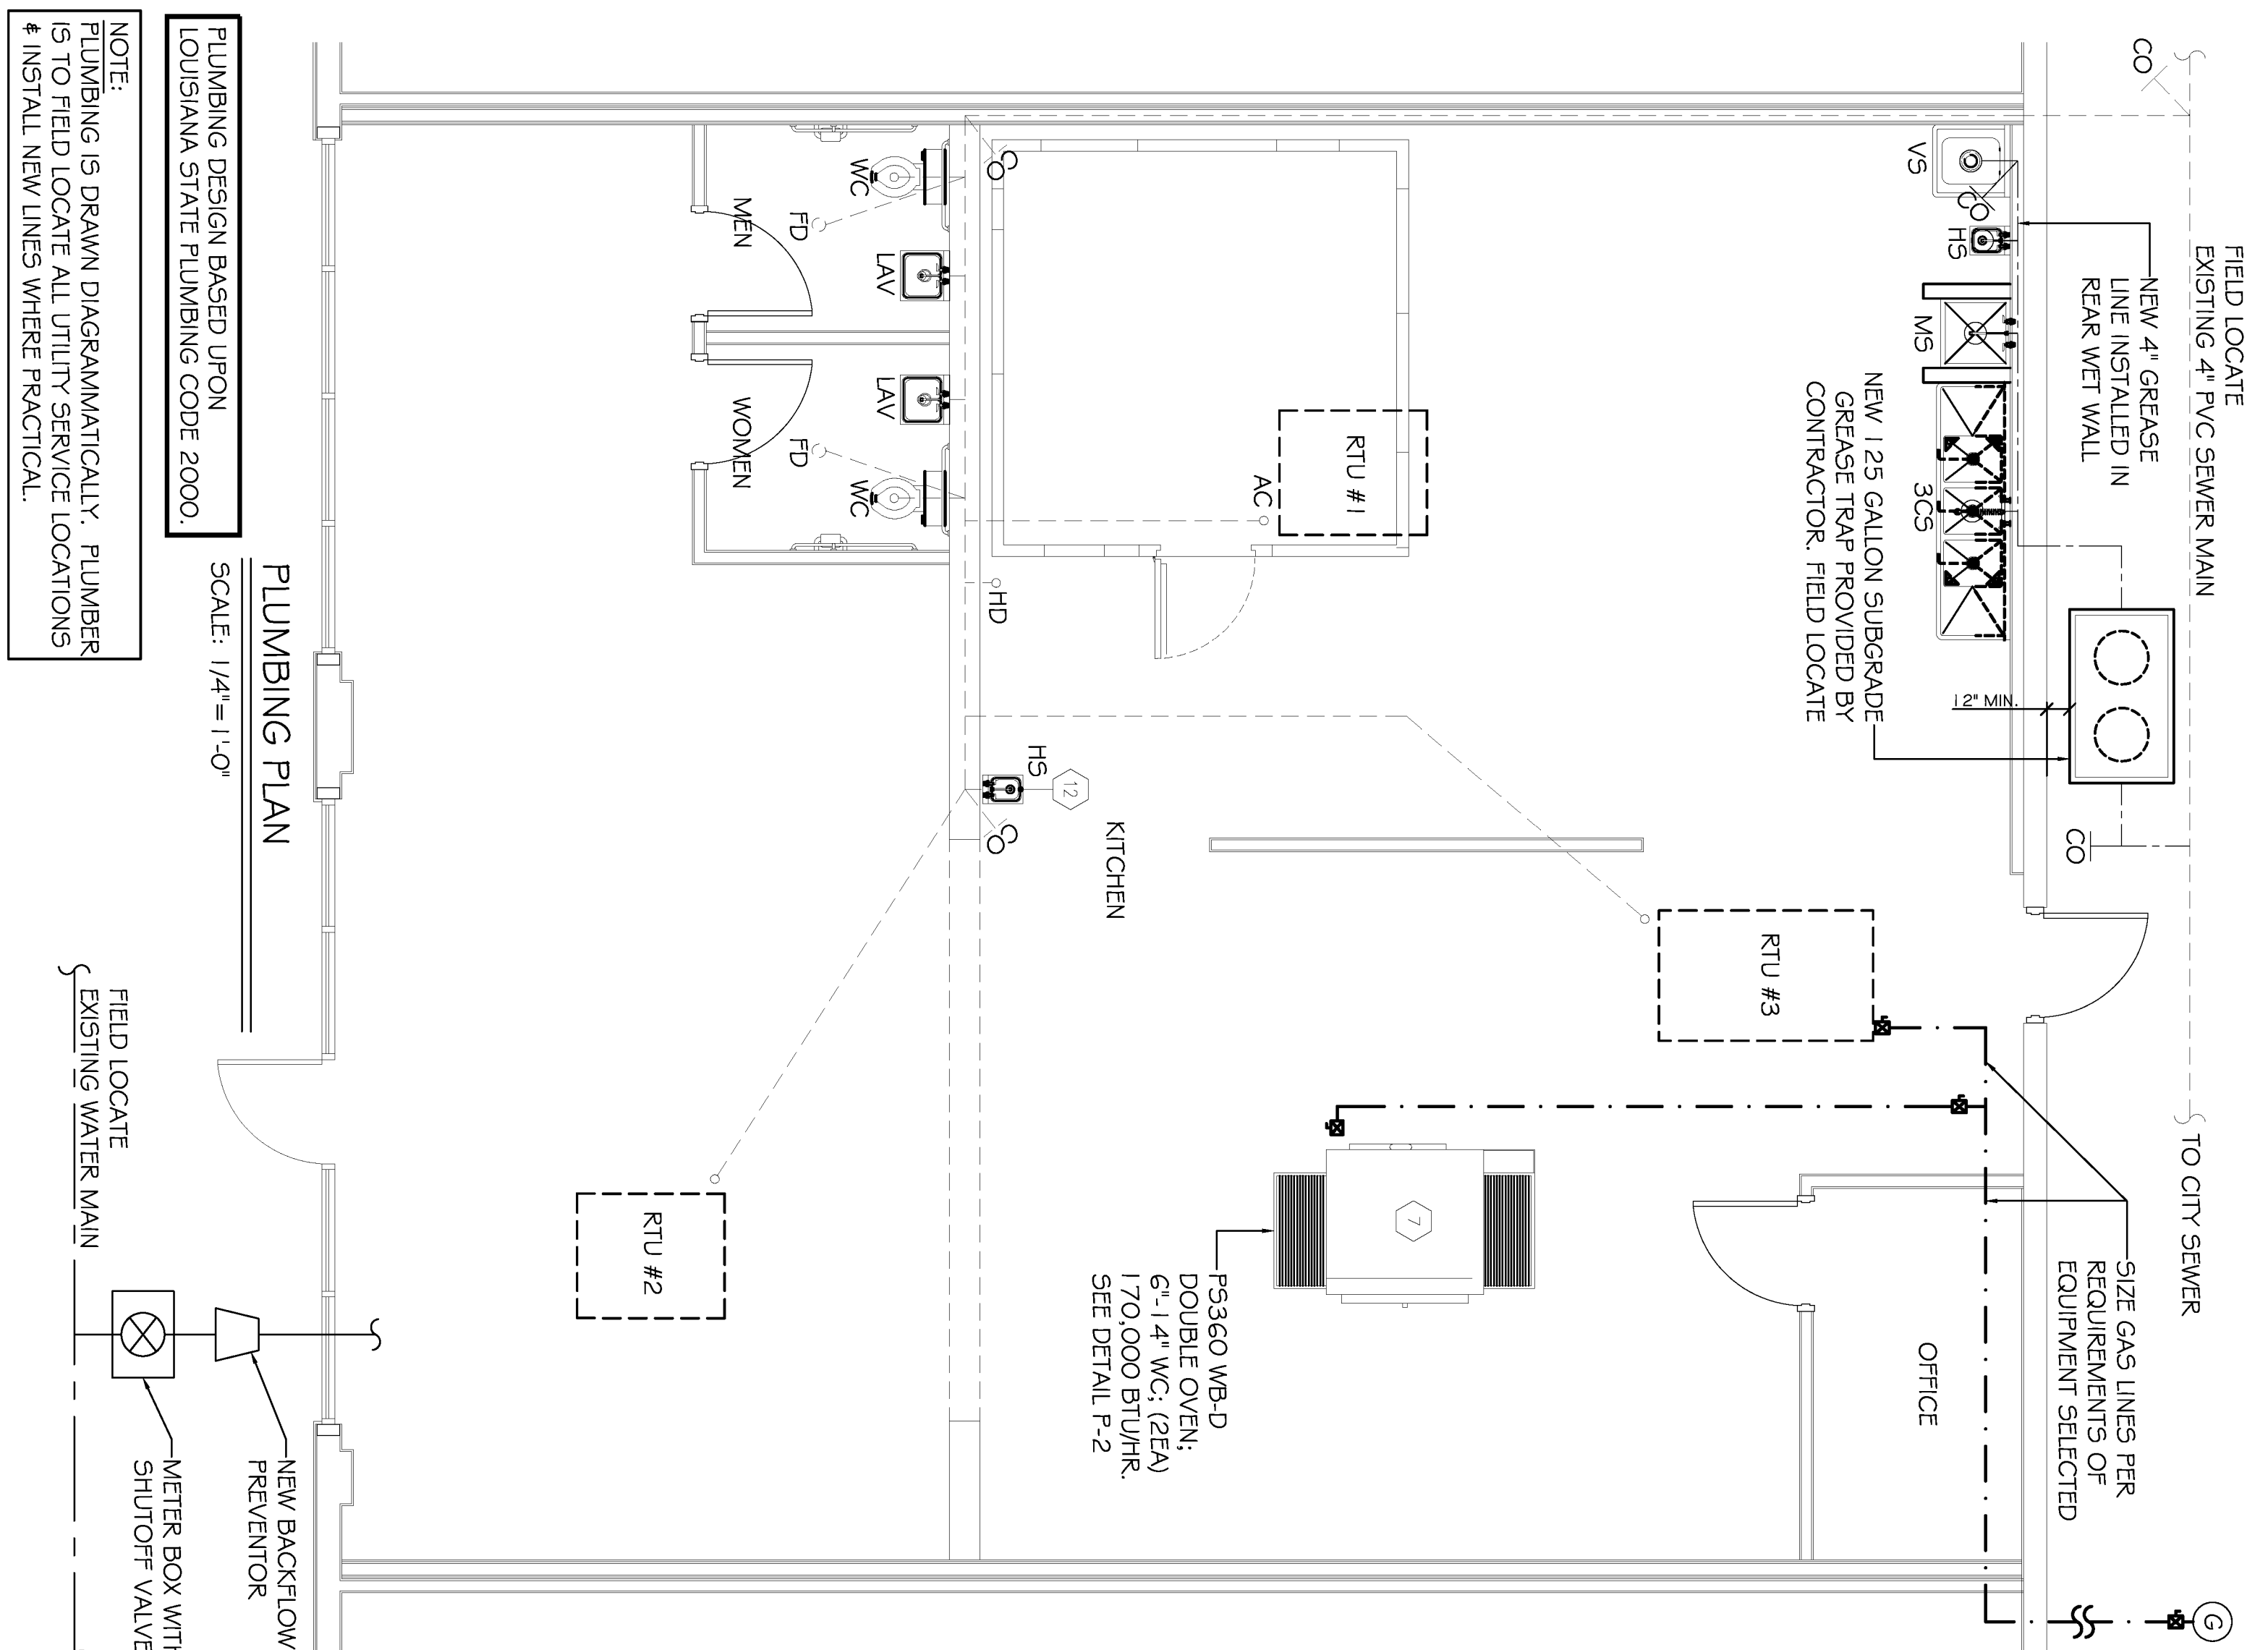 FIELD LOCATE
EXISTING 4" PVC SEWER MAIN
TO CITY SEWER
CO
G
NEW 4" GREASE
LINE INSTALLED IN
REAR WET WALL
SIZE GAS LINES PER
REQUIREMENTS OF
EQUIPMENT SELECTED
CO
12" MIN.
VS
CO
HS
MS
3CS
NEW 125 GALLON SUBGRADE
GREASE TRAP PROVIDED BY
CONTRACTOR. FIELD LOCATE
OFFICE
RTU #3
RTU #1
AC
7
PS360 WB-D
DOUBLE OVEN;
6"-14" WC; (2EA)
170,000 BTU/HR.
SEE DETAIL P-2
KITCHEN
12
HS
CO
HD
CO
WC
LAV
LAV
WC
FD
FD
MEN
WOMEN
RTU #2
PLUMBING PLAN
SCALE: 1/4"=1'-0"
NEW BACKFLOW
PREVENTOR
METER BOX WITH
SHUTOFF VALVE
FIELD LOCATE
EXISTING WATER MAIN
PLUMBING DESIGN BASED UPON
LOUISIANA STATE PLUMBING CODE 2000.
NOTE:
PLUMBING IS DRAWN DIAGRAMMATICALLY. PLUMBER
IS TO FIELD LOCATE ALL UTILITY SERVICE LOCATIONS
& INSTALL NEW LINES WHERE PRACTICAL.